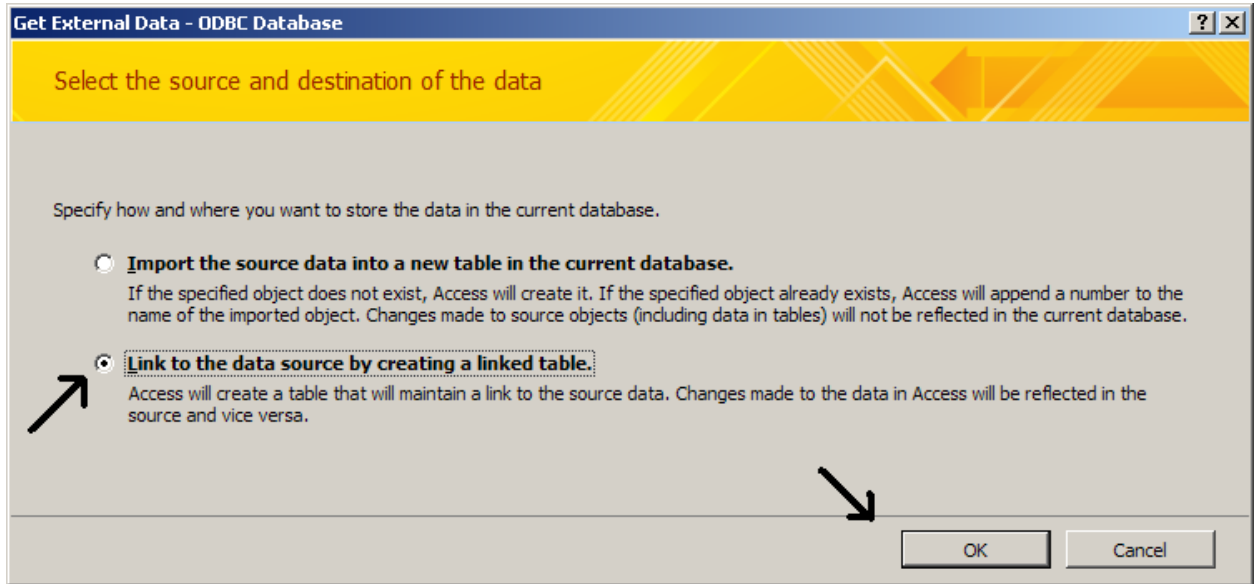 Get External Data - ODBC Database
?
Select the source and destination of the data
Specify how and where you want to store the data in the current database.
Import the source data into a new table in the current database.
If the specified object does not exist, Access will create it. If the specified object already exists, Access will append a number to the
name of the imported object. Changes made to source objects (including data in tables) will not be reflected in the current database.
Link to the data source by creating a linked table.
Access will create a table that will maintain a link to the source data. Changes made to the data in Access will be reflected in the
source and vice versa.
OK
Cancel